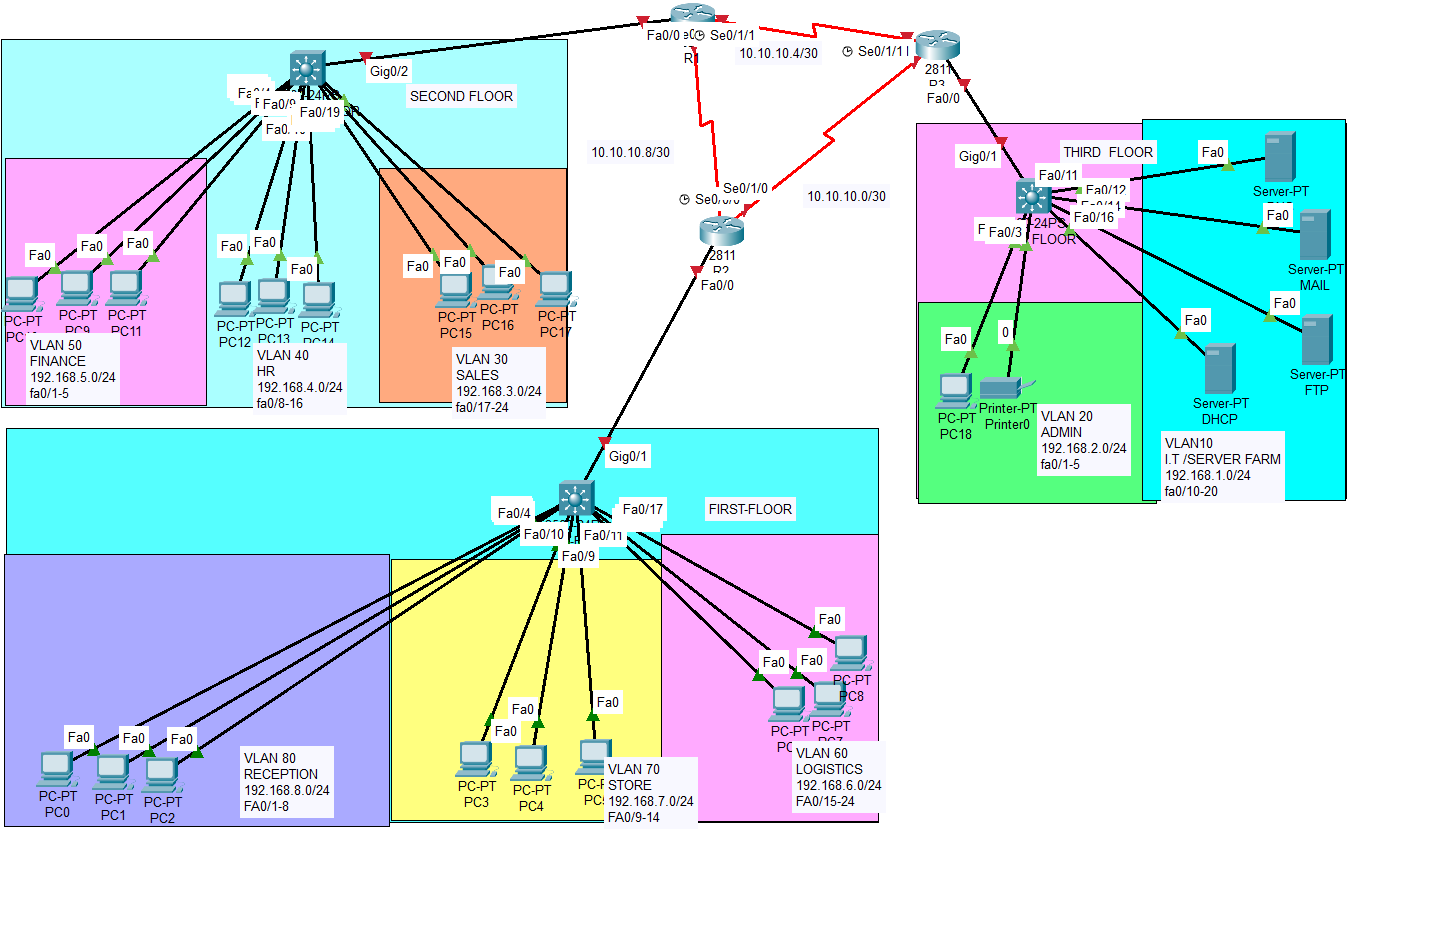 Fa0/0
Se0/1/1
10.10.10.4/30
Se0/1/1
2811
R3
Fa0/0
Gig0/2
SECOND FLOOR
Fa0/9
Fa0/19
10.10.10.8/30
Se0/1/0
10.10.10.0/30
2811
R2
Fa0/0
Gig0/1
THIRD FLOOR
Fa0/11
Fa0/12
Fa0/16
Fa0/3
-24PS
FLOOR
Fa0
Server-PT
Fa0
Server-PT
MAIL
Fa0
Server-PT
FTP
Fa0
Server-PT
DHCP
Fa0
PC-PT
PC18
0
Printer-PT
Printer0
VLAN 20
ADMIN
192.168.2.0/24
fa0/1-5
VLAN10
I.T /SERVER FARM
192.168.1.0/24
fa0/10-20
Fa0
Fa0
Fa0
PC-PT
PC-PT
PC9
PC-PT
PC11
VLAN 50
FINANCE
192.168.5.0/24
fa0/1-5
Fa0
Fa0
Fa0
PC-PT
PC12
PC-PT
PC13
PC-PT
PC14
VLAN 40
HR
192.168.4.0/24
fa0/8-16
Fa0
Fa0
Fa0
PC-PT
PC15
PC-PT
PC16
PC-PT
PC17
VLAN 30
SALES
192.168.3.0/24
fa0/17-24
Gig0/1
FIRST-FLOOR
Fa0/4
Fa0/17
Fa0/10
Fa0/11
Fa0/9
Fa0
Fa0
Fa0
PC-PT
PC0
PC-PT
PC1
PC-PT
PC2
VLAN 80
RECEPTION
192.168.8.0/24
FA0/1-8
Fa0
Fa0
Fa0
PC-PT
PC3
PC-PT
PC4
VLAN 70
STORE
192.168.7.0/24
FA0/9-14
Fa0
Fa0
Fa0
PC-PT
PC8
PC-PT
VLAN 60
LOGISTICS
192.168.6.0/24
FA0/15-24